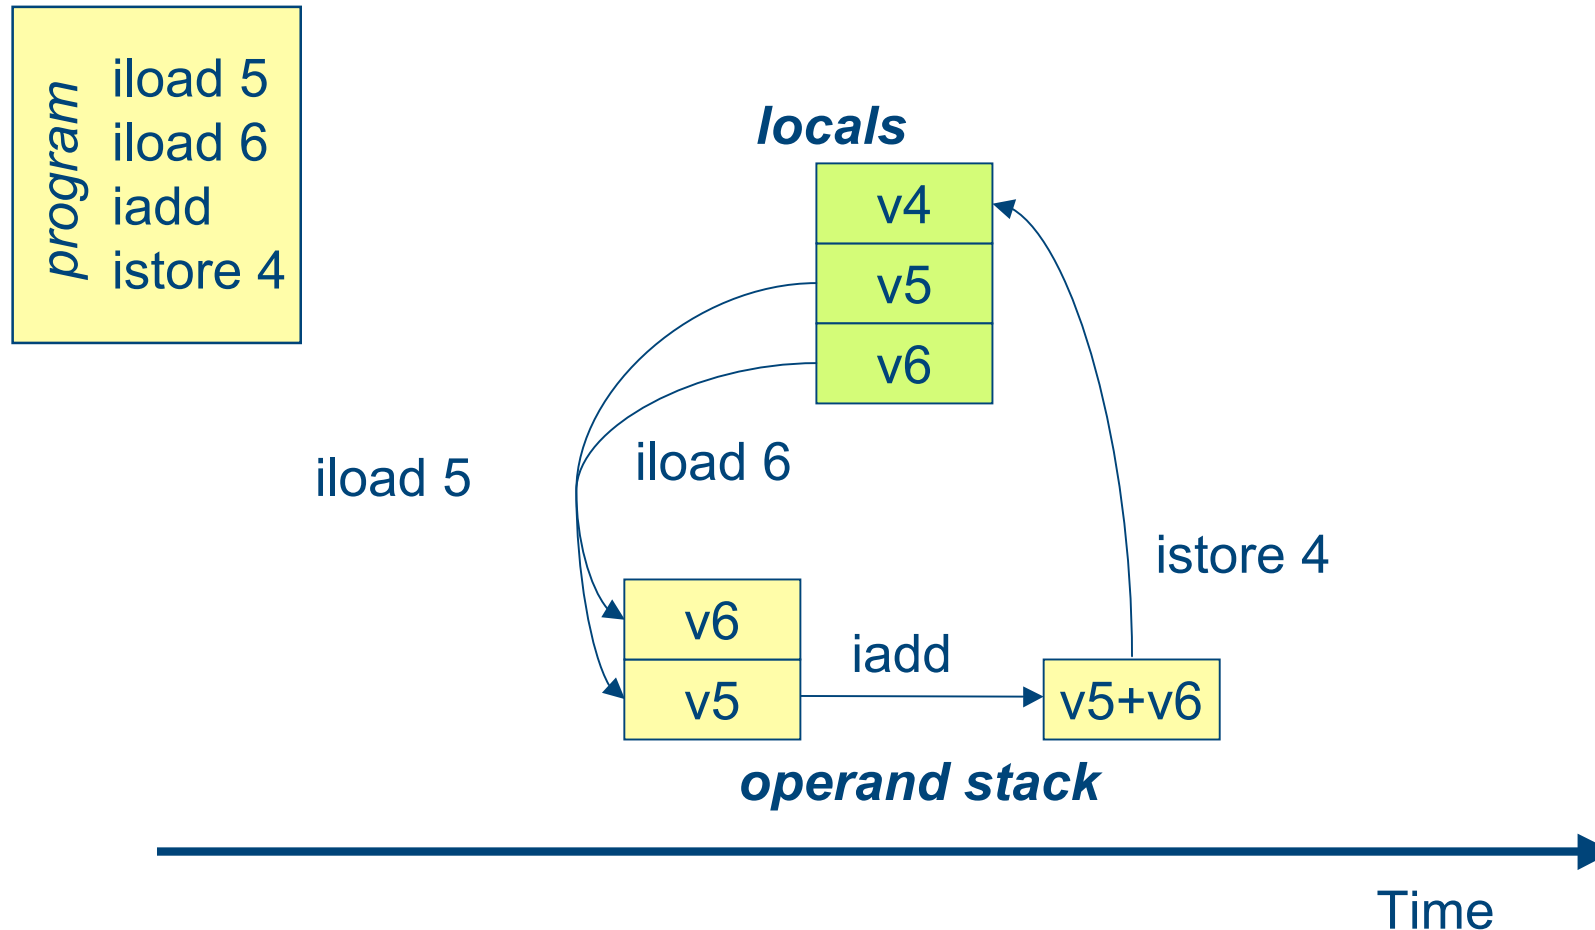 program
iload 5
iload 6
iadd
istore 4
locals
v4
v5
v6
iload 5
iload 6
istore 4
v6
v5
iadd
v5+v6
operand stack
Time